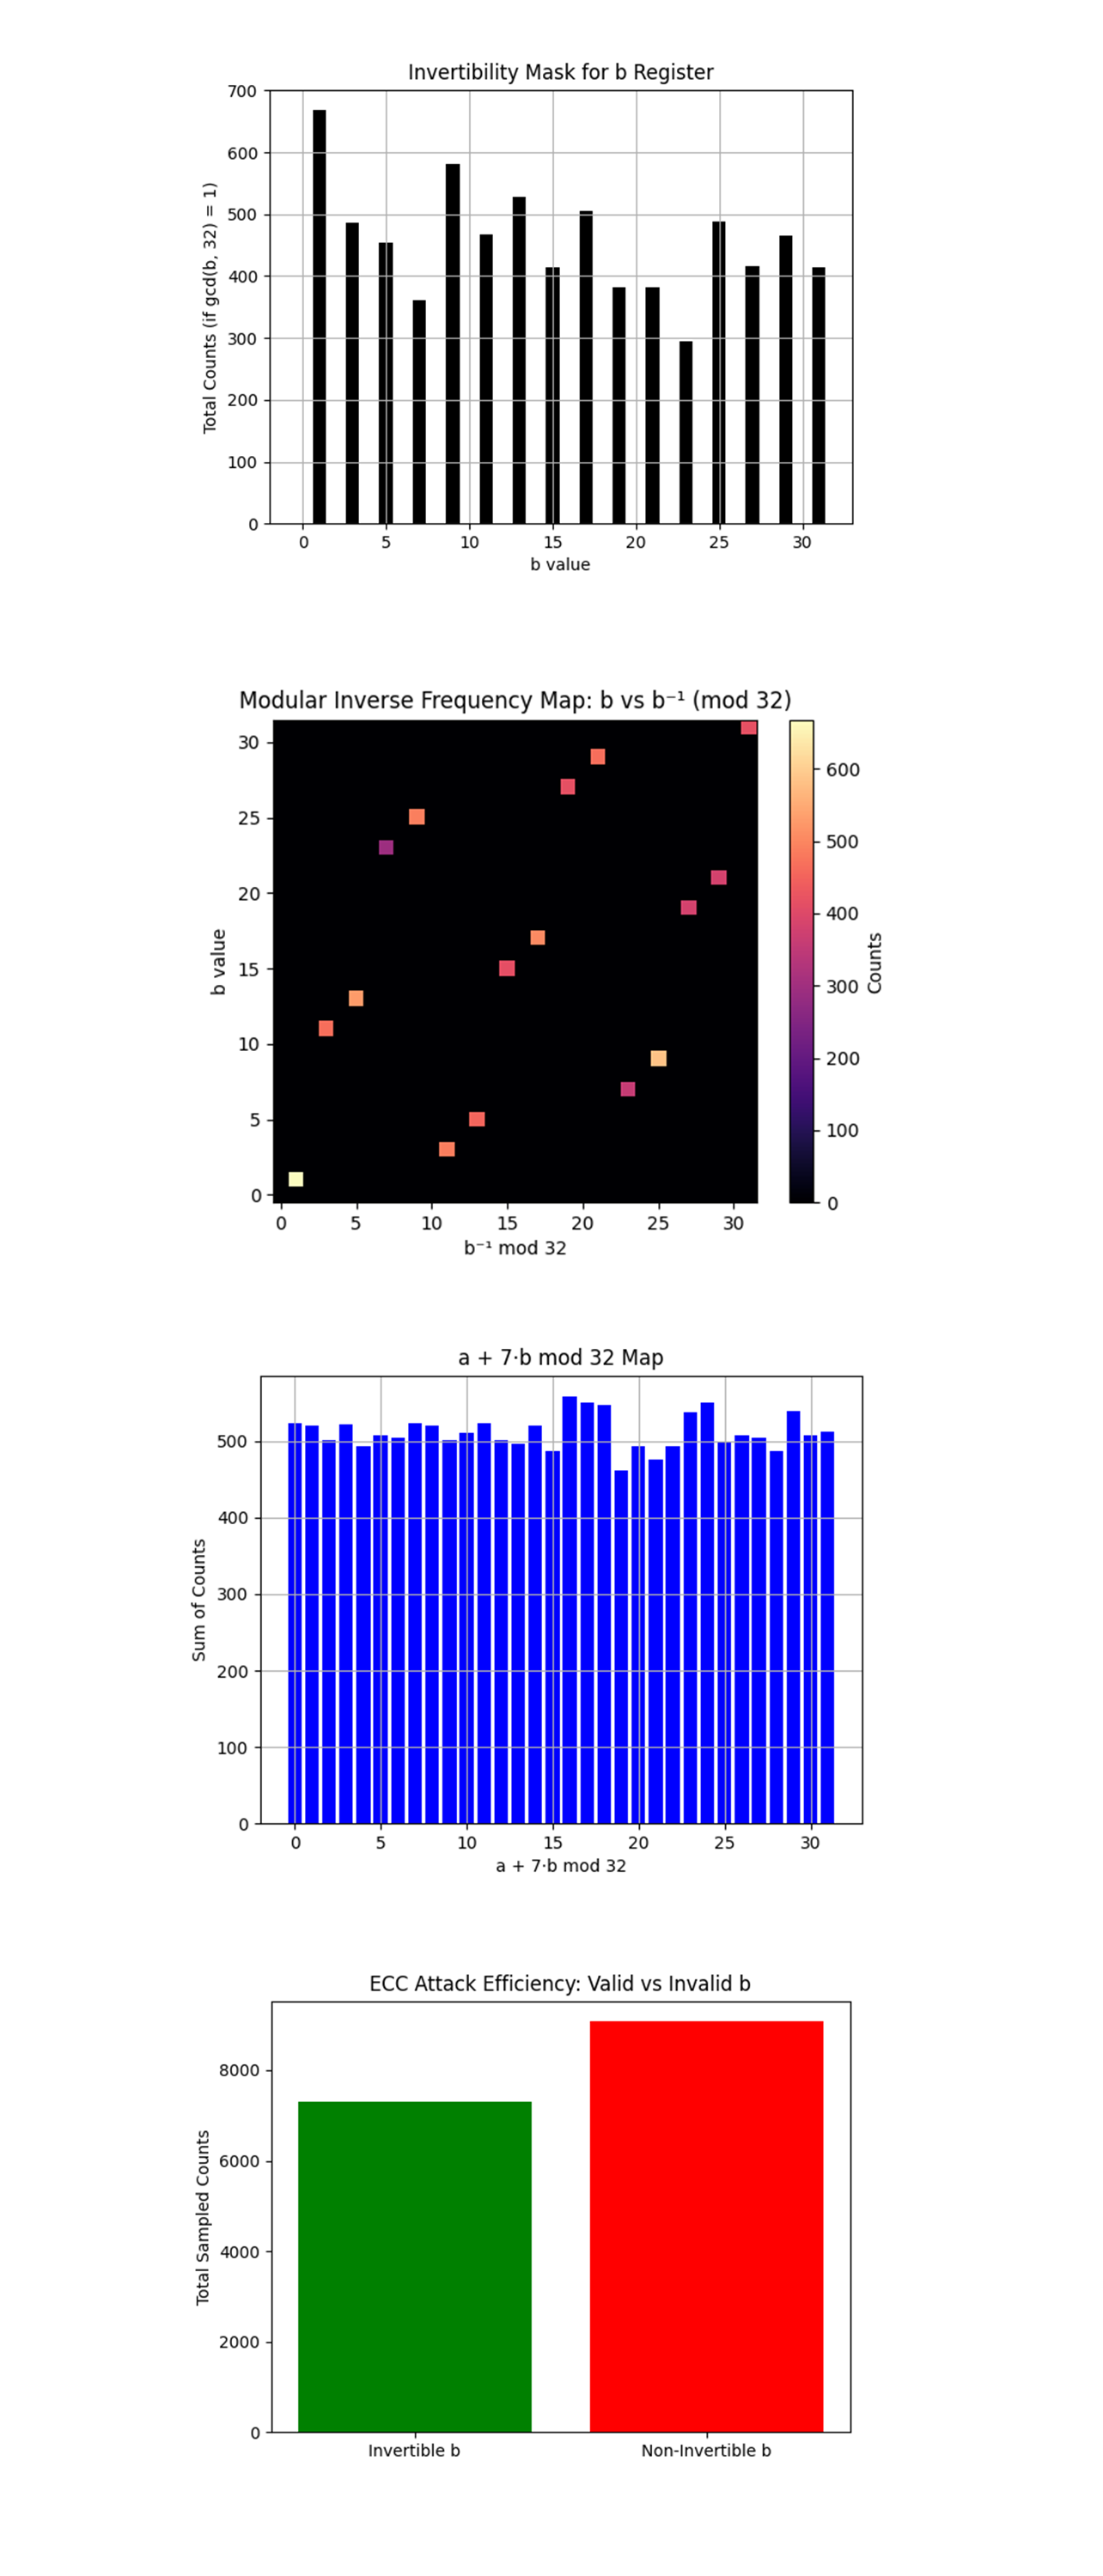 Invertibility Mask for b Register
Total Counts (if gcd(b, 32) = 1)
700
600
500
400
300
200
100
0
0 5 10 15 20 25 30
b value
Modular Inverse Frequency Map: b vs b⁻¹ (mod 32)
b value
30
25
20
15
10
5
0
0 5 10 15 20 25 30
b⁻¹ mod 32
600
500
400
300
200
100
0
Counts
a + 7·b mod 32 Map
Sum of Counts
500
400
300
200
100
0
0 5 10 15 20 25 30
a + 7·b mod 32
ECC Attack Efficiency: Valid vs Invalid b
Total Sampled Counts
8000
6000
4000
2000
0
Invertible b Non-Invertible b